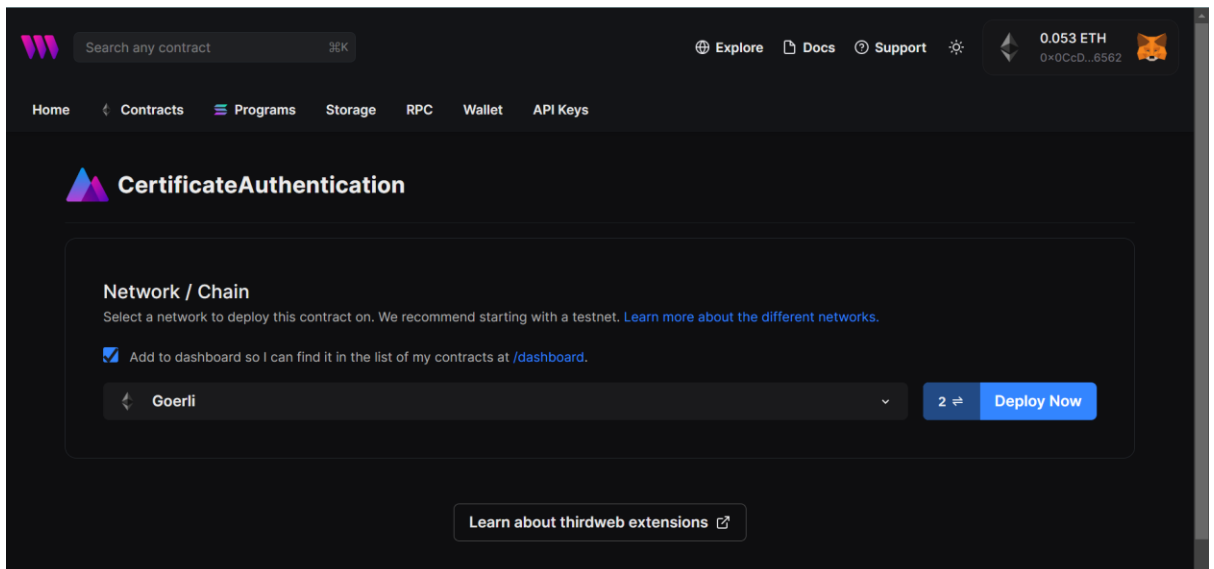 Search any contract ⌘K
Explore Docs Support 0.053 ETH
0×0CcD...6562
Home Contracts Programs Storage RPC Wallet API Keys
CertificateAuthentication
Network / Chain
Select a network to deploy this contract on. We recommend starting with a testnet. Learn more about the different networks.
Add to dashboard so I can find it in the list of my contracts at /dashboard.
Goerli 2 ⇌ Deploy Now
Learn about thirdweb extensions